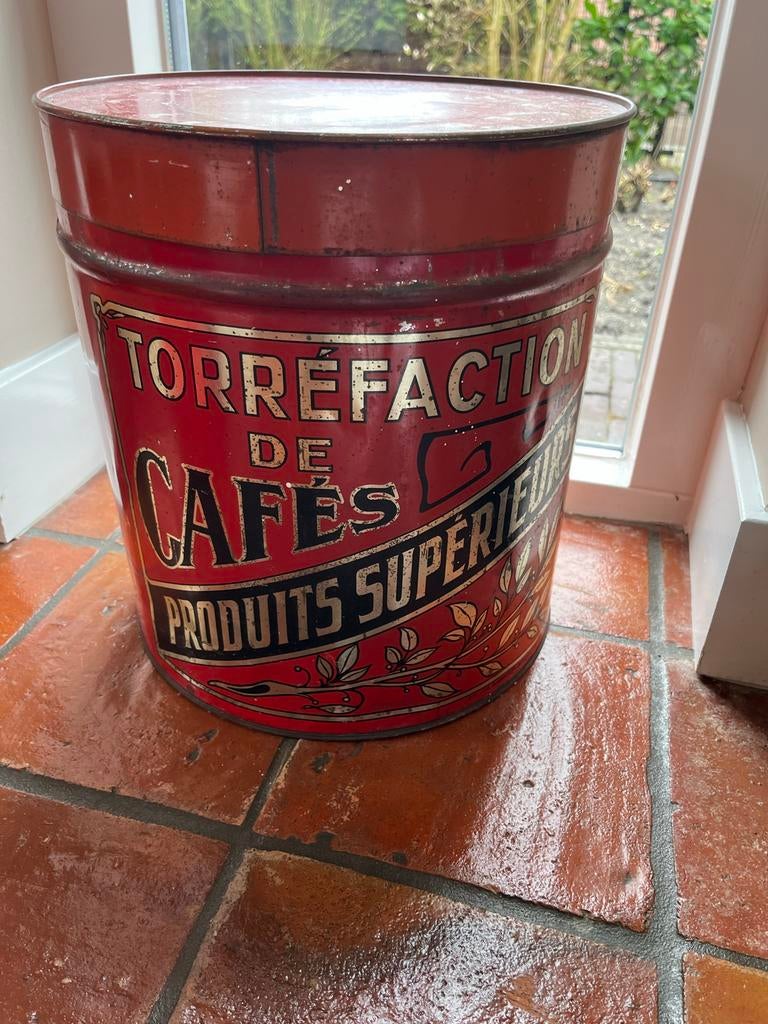 TORRÉFACTION
DE
CAFÉS
PRODUITS SUPÉRIEURS